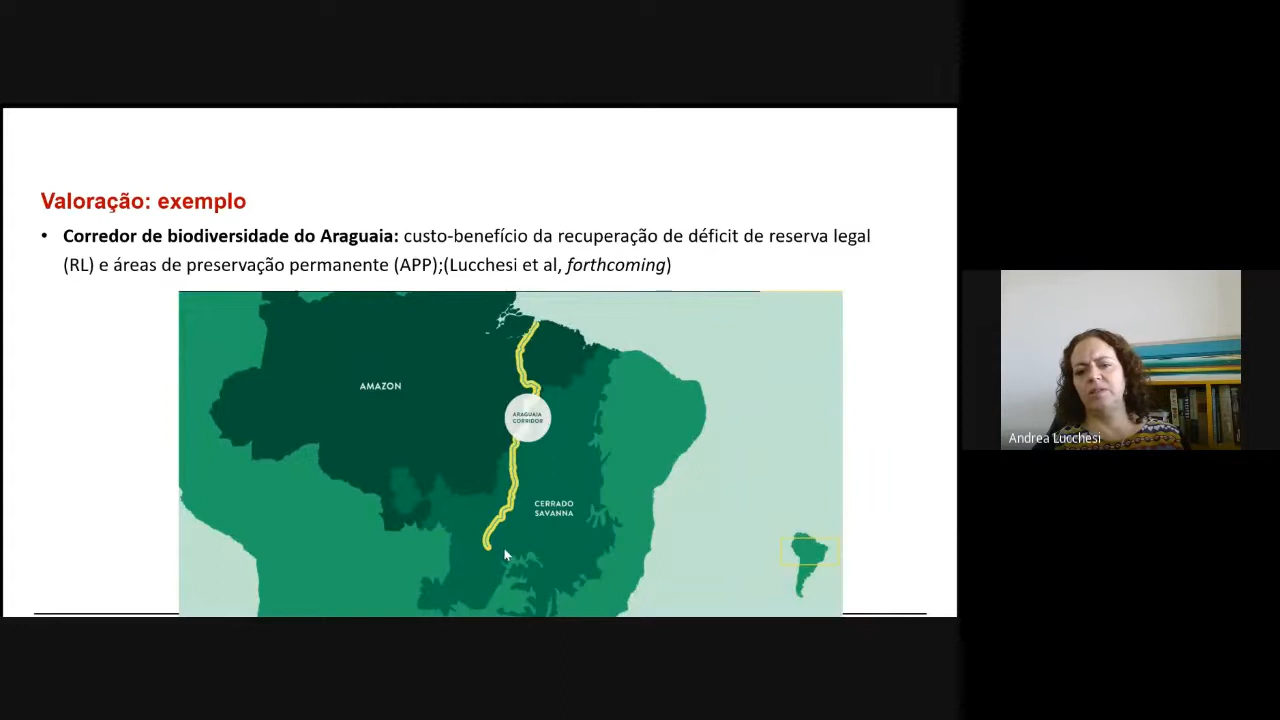 Valoração: exemplo
• Corredor de biodiversidade do Araguaia: custo-benefício da recuperação de déficit de reserva legal
(RL) e áreas de preservação permanente (APP);(Lucchesi et al, forthcoming)
AMAZON
ARAGUAIA
CORRIDOR
CERRADO
SAVANNA
Andrea Lucchesi